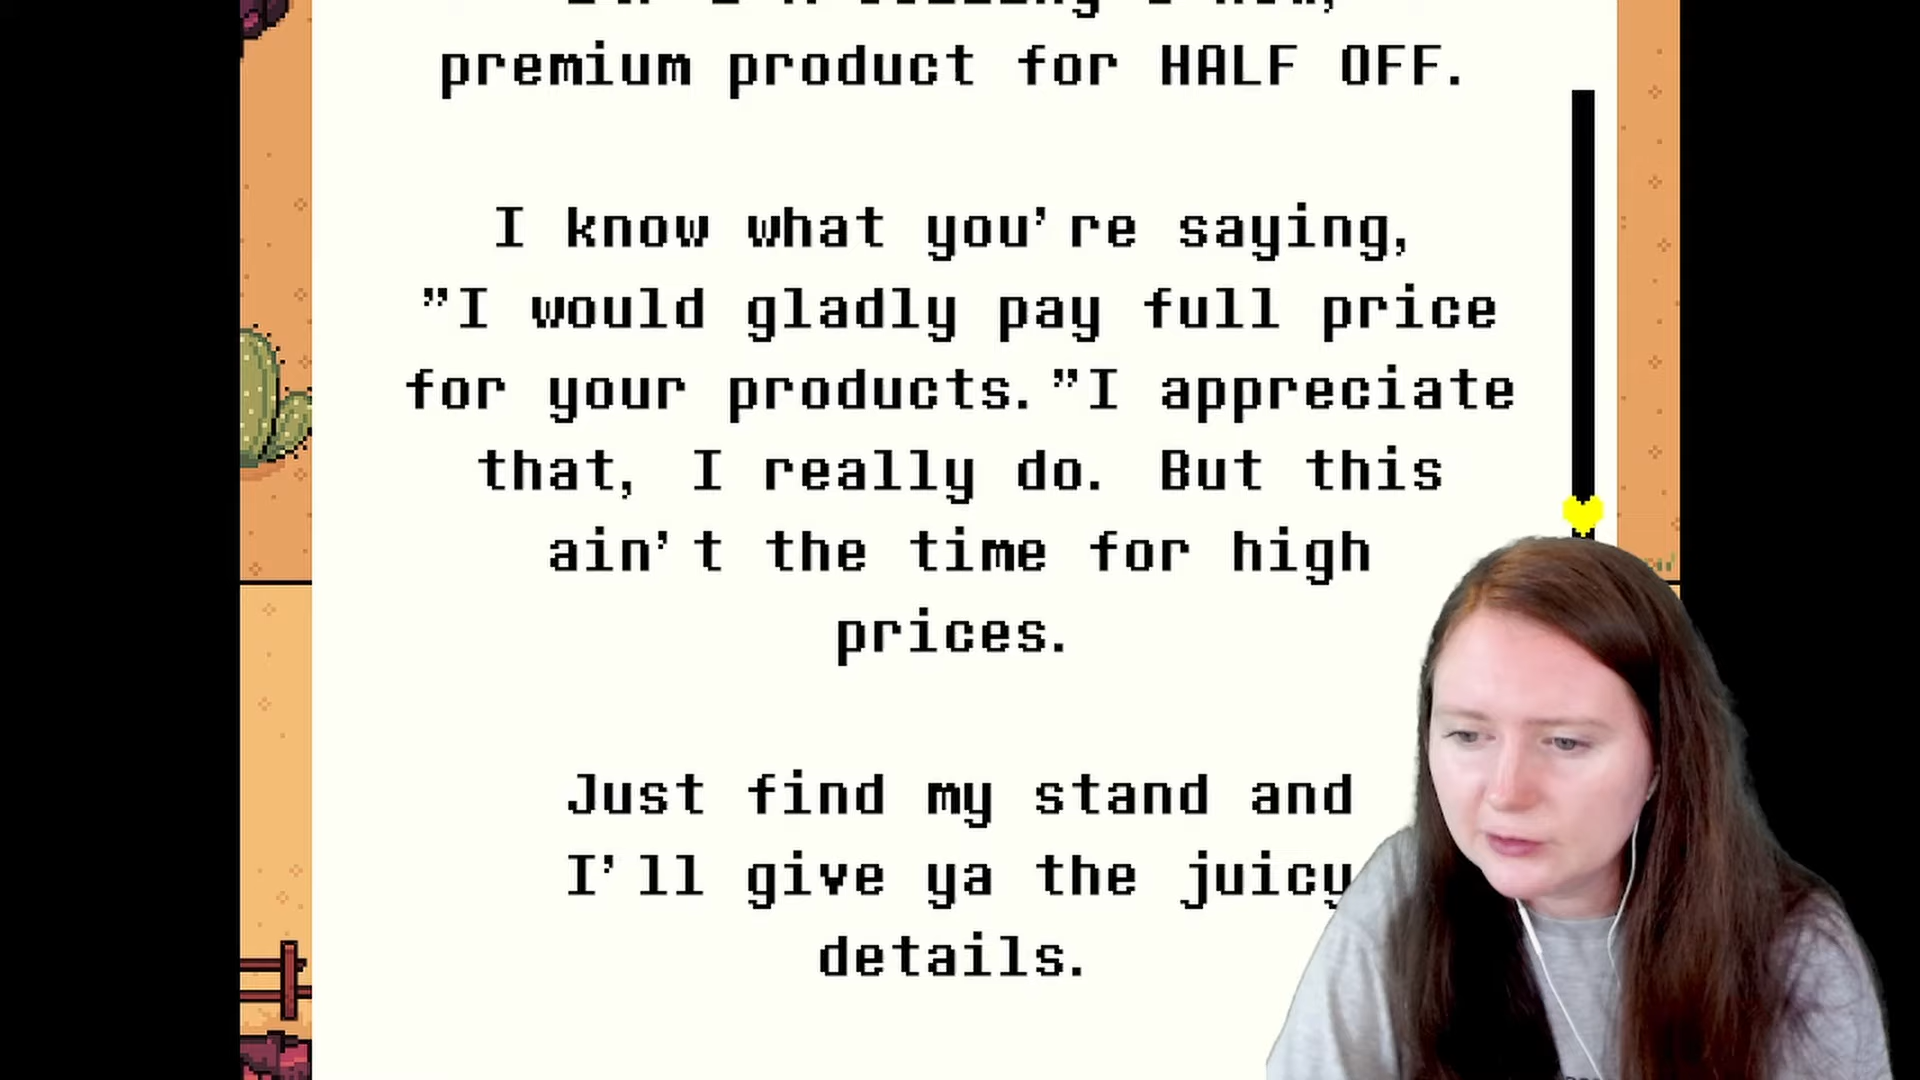 premium product for HALF OFF.
I know what you're saying,
"I would gladly pay full price
for your products."I appreciate
that, I really do. But this
ain't the time for high
prices.
Just find my stand and
I'll give ya the juicy
details.